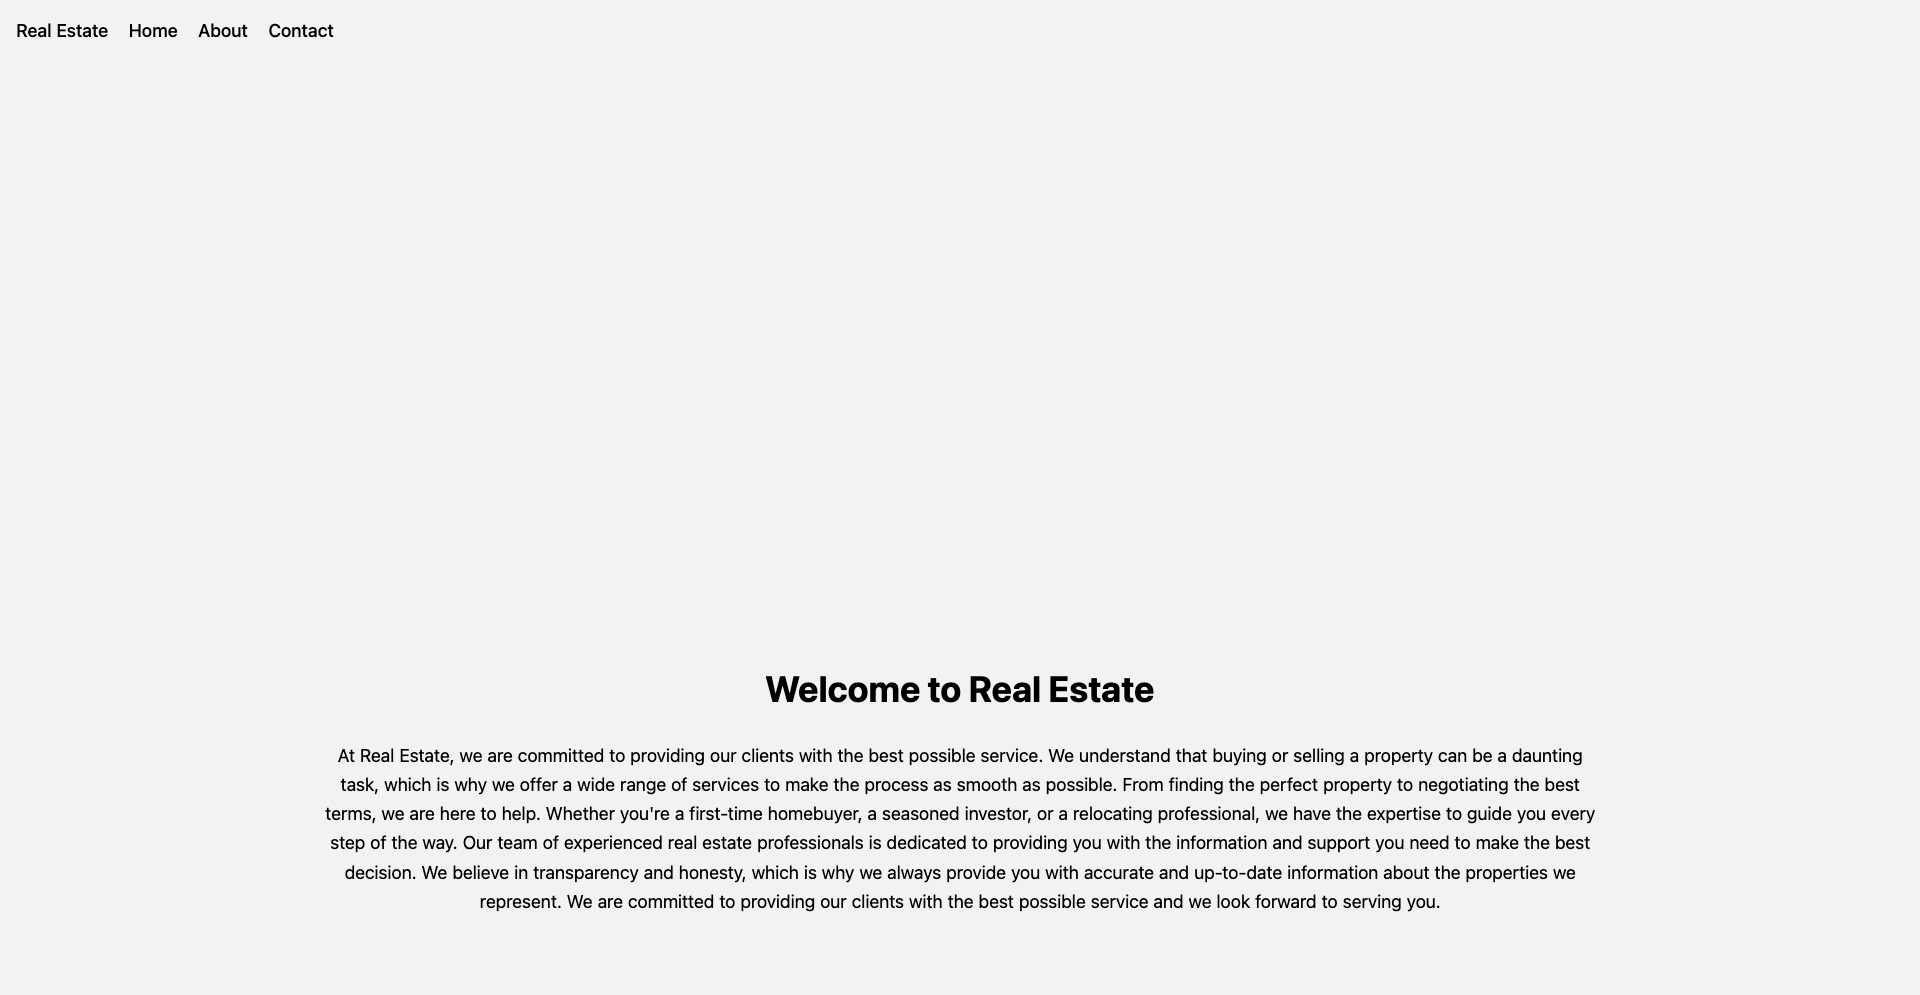 Real Estate Home About Contact
Welcome to Real Estate
At Real Estate, we are committed to providing our clients with the best possible service. We understand that buying or selling a property can be a daunting
task, which is why we offer a wide range of services to make the process as smooth as possible. From finding the perfect property to negotiating the best
terms, we are here to help. Whether you're a first-time homebuyer, a seasoned investor, or a relocating professional, we have the expertise to guide you every
step of the way. Our team of experienced real estate professionals is dedicated to providing you with the information and support you need to make the best
decision. We believe in transparency and honesty, which is why we always provide you with accurate and up-to-date information about the properties we
represent. We are committed to providing our clients with the best possible service and we look forward to serving you.